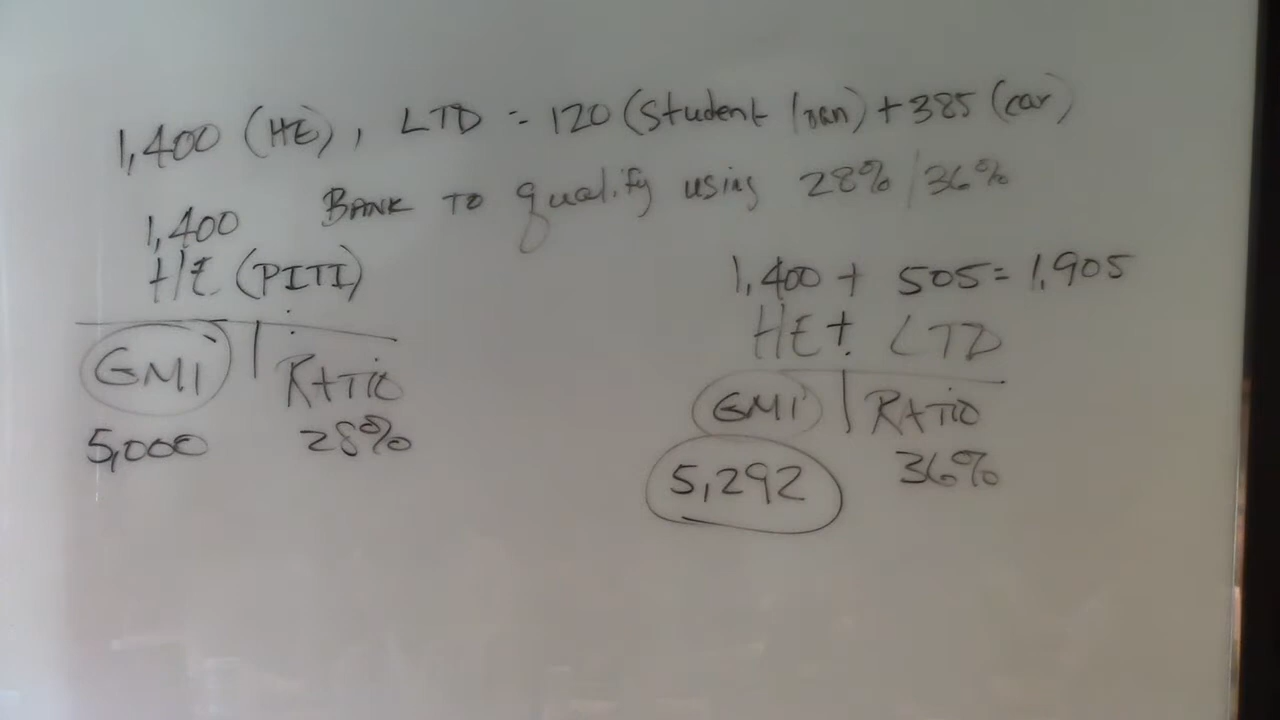 1,400 (HE), LTD = 120 (Student loan) + 385 (car)
BANK TO qualify using 28% / 36%
1,400
HE (PITI)
GMI | RATIO
5,000 28%
1,400 + 505 = 1,905
HE + LTD
GMI | RATIO
5,292 36%